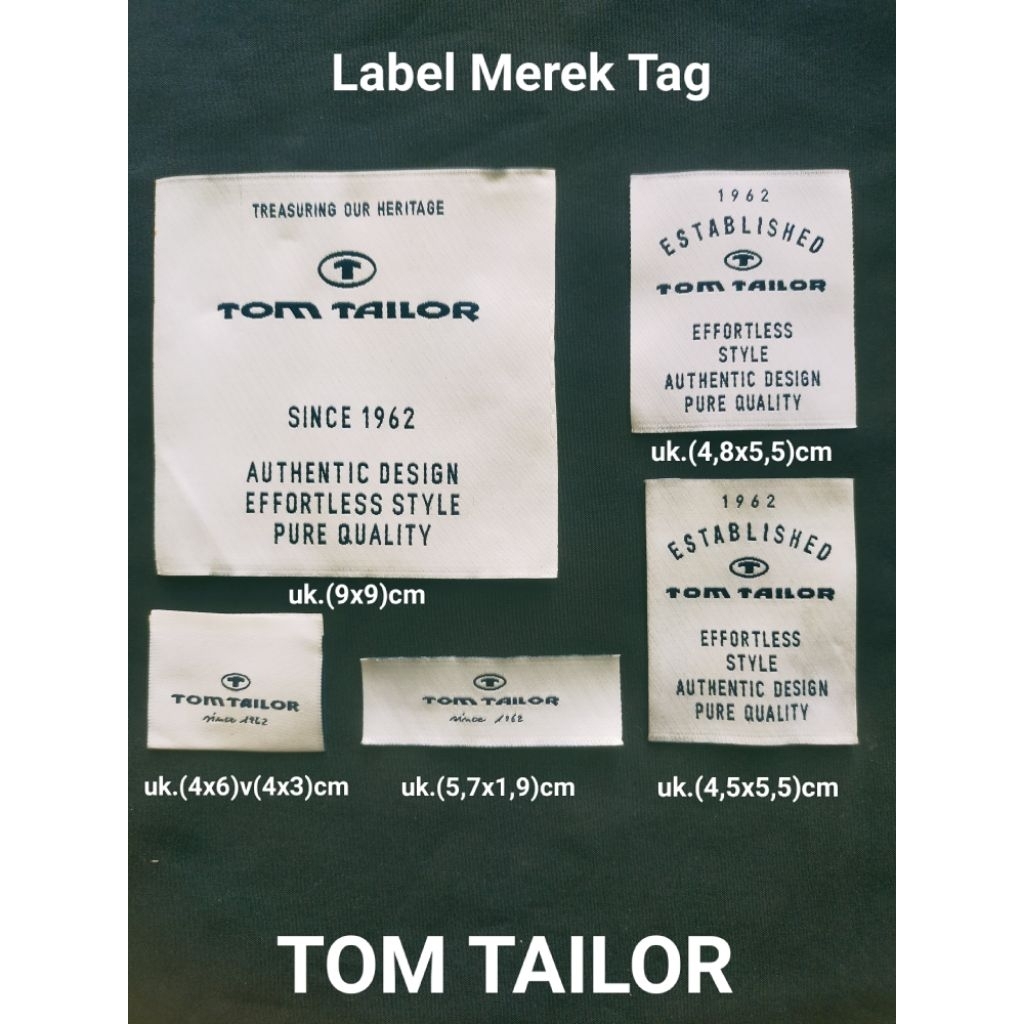 Label Merek Tag
TREASURING OUR HERITAGE
T
TOM TAILOR
SINCE 1962
AUTHENTIC DESIGN
EFFORTLESS STYLE
PURE QUALITY
uk.(9x9)cm
1962
ESTABLISHED
T
TOM TAILOR
EFFORTLESS
STYLE
AUTHENTIC DESIGN
PURE QUALITY
uk.(4,8x5,5)cm
1962
ESTABLISHED
T
TOM TAILOR
EFFORTLESS
STYLE
AUTHENTIC DESIGN
PURE QUALITY
uk.(4,5x5,5)cm
T
TOM TAILOR
since 1962
uk.(4x6)v(4x3)cm
T
TOM TAILOR
since 1962
uk.(5,7x1,9)cm
TOM TAILOR